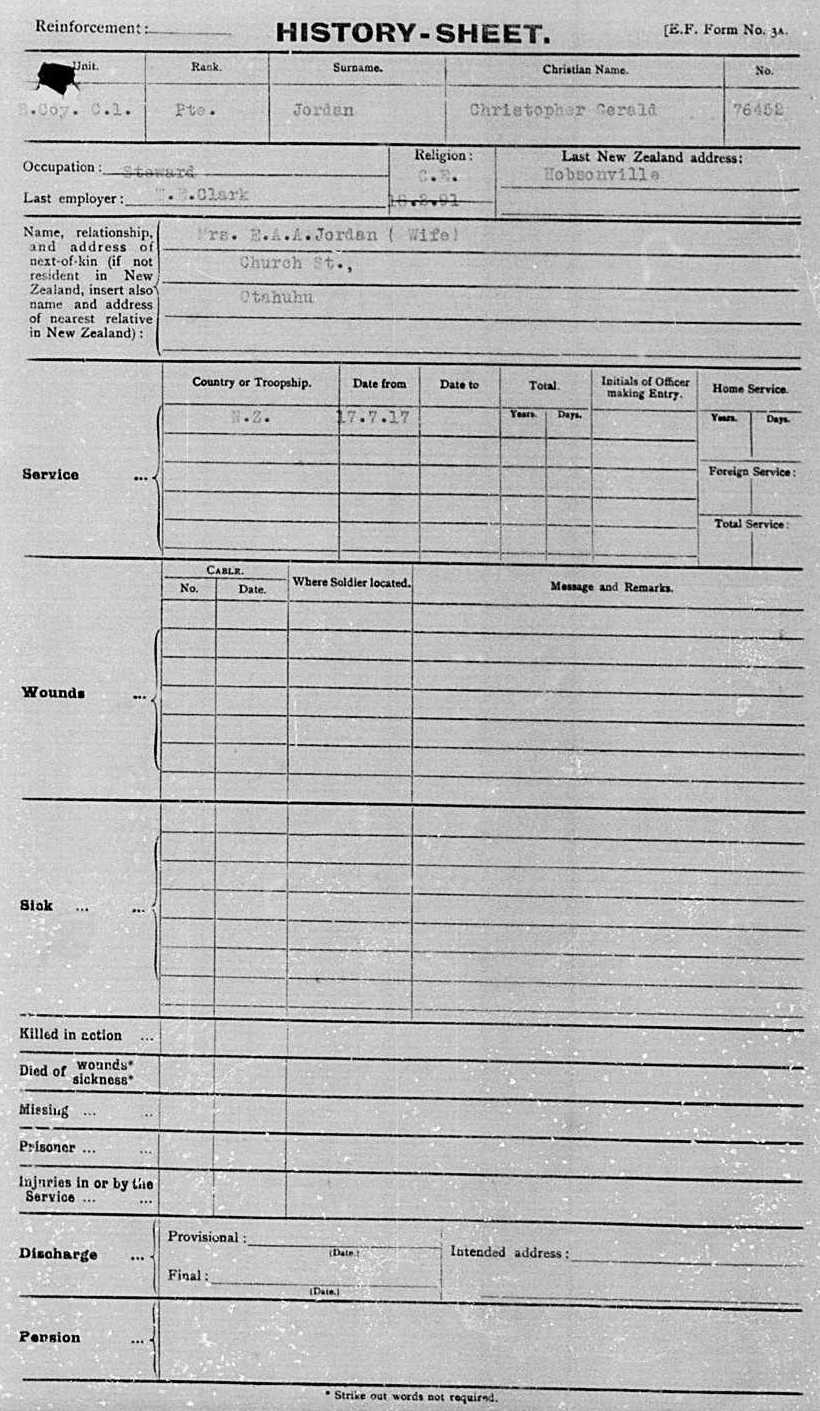 Reinforcement:
HISTORY-SHEET.
[E.F. Form No. 3A.
Unit. Rank. Surname. Christian Name. No.
Coy. C.1. Pte. Jordan Christopher Gerald 76452
Occupation: Steward
Religion: C.E.
Last New Zealand address: Hobsonville
Last employer: Clark
18.2.91
Name, relationship, and address of next-of-kin (if not resident in New Zealand, insert also name and address of nearest relative in New Zealand):
Mrs. E.A.A.Jordan ( Wife)
Church St.,
Otahuhu
Country or Troopship. Date from Date to Total. Initials of Officer making Entry. Home Service.
Years. Days. Years. Days.
N.Z. 17.7.17
Service ...
Foreign Service:
Total Service:
CABLE.
No. Date. Where Soldier located. Message and Remarks.
Wounds ...
Sick ... ...
Killed in action ...
Died of wounds* sickness*
Missing ... ...
Prisoner ... ...
Injuries in or by the Service ... ...
Discharge ...
Provisional:
(Date.)
Intended address:
Final:
(Date.)
Pension ...
* Strike out words not required.